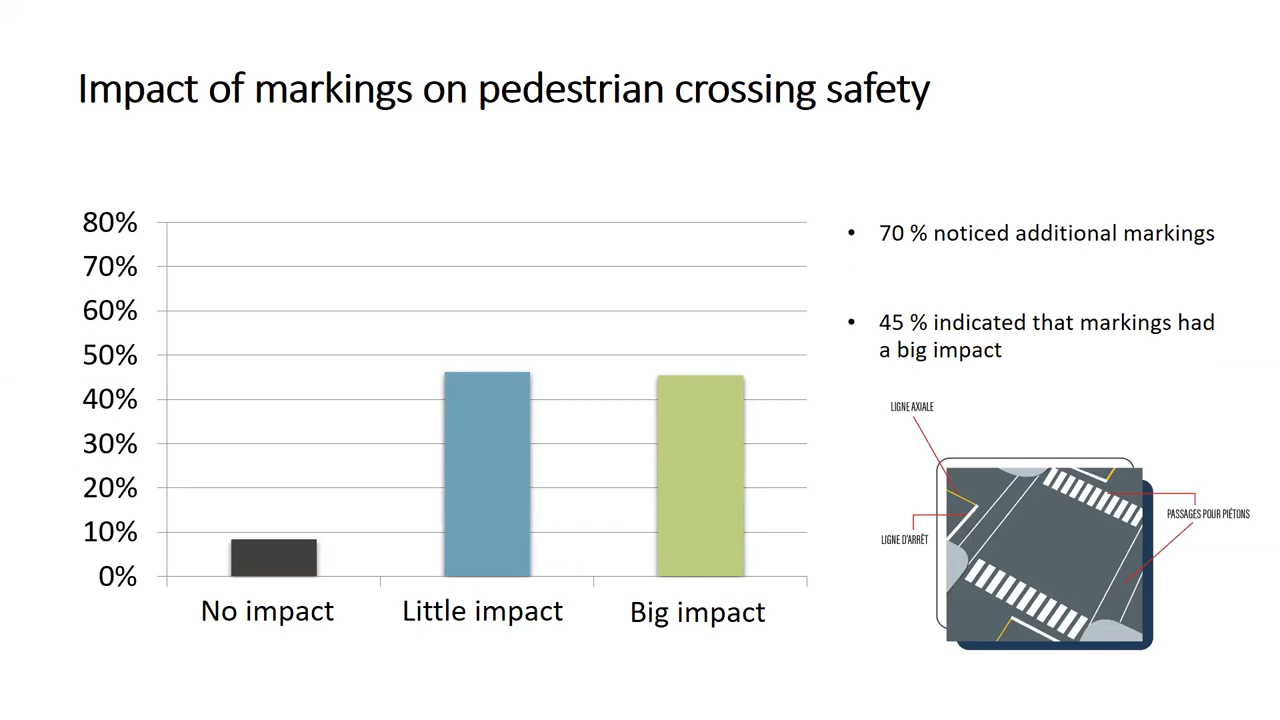 Impact of markings on pedestrian crossing safety
80%
70%
60%
50%
40%
30%
20%
10%
0%
No impact
Little impact
Big impact
• 70 % noticed additional markings
• 45 % indicated that markings had
a big impact
LIGNE AXIALE
LIGNE D'ARRÊT
PASSAGES POUR PIÉTONS